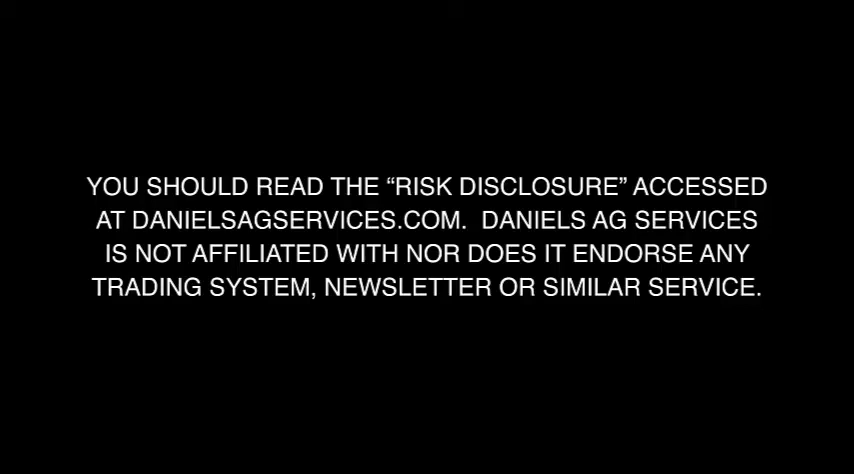 YOU SHOULD READ THE “RISK DISCLOSURE” ACCESSED
AT DANIELSAGSERVICES.COM.  DANIELS AG SERVICES
IS NOT AFFILIATED WITH NOR DOES IT ENDORSE ANY
TRADING SYSTEM, NEWSLETTER OR SIMILAR SERVICE.